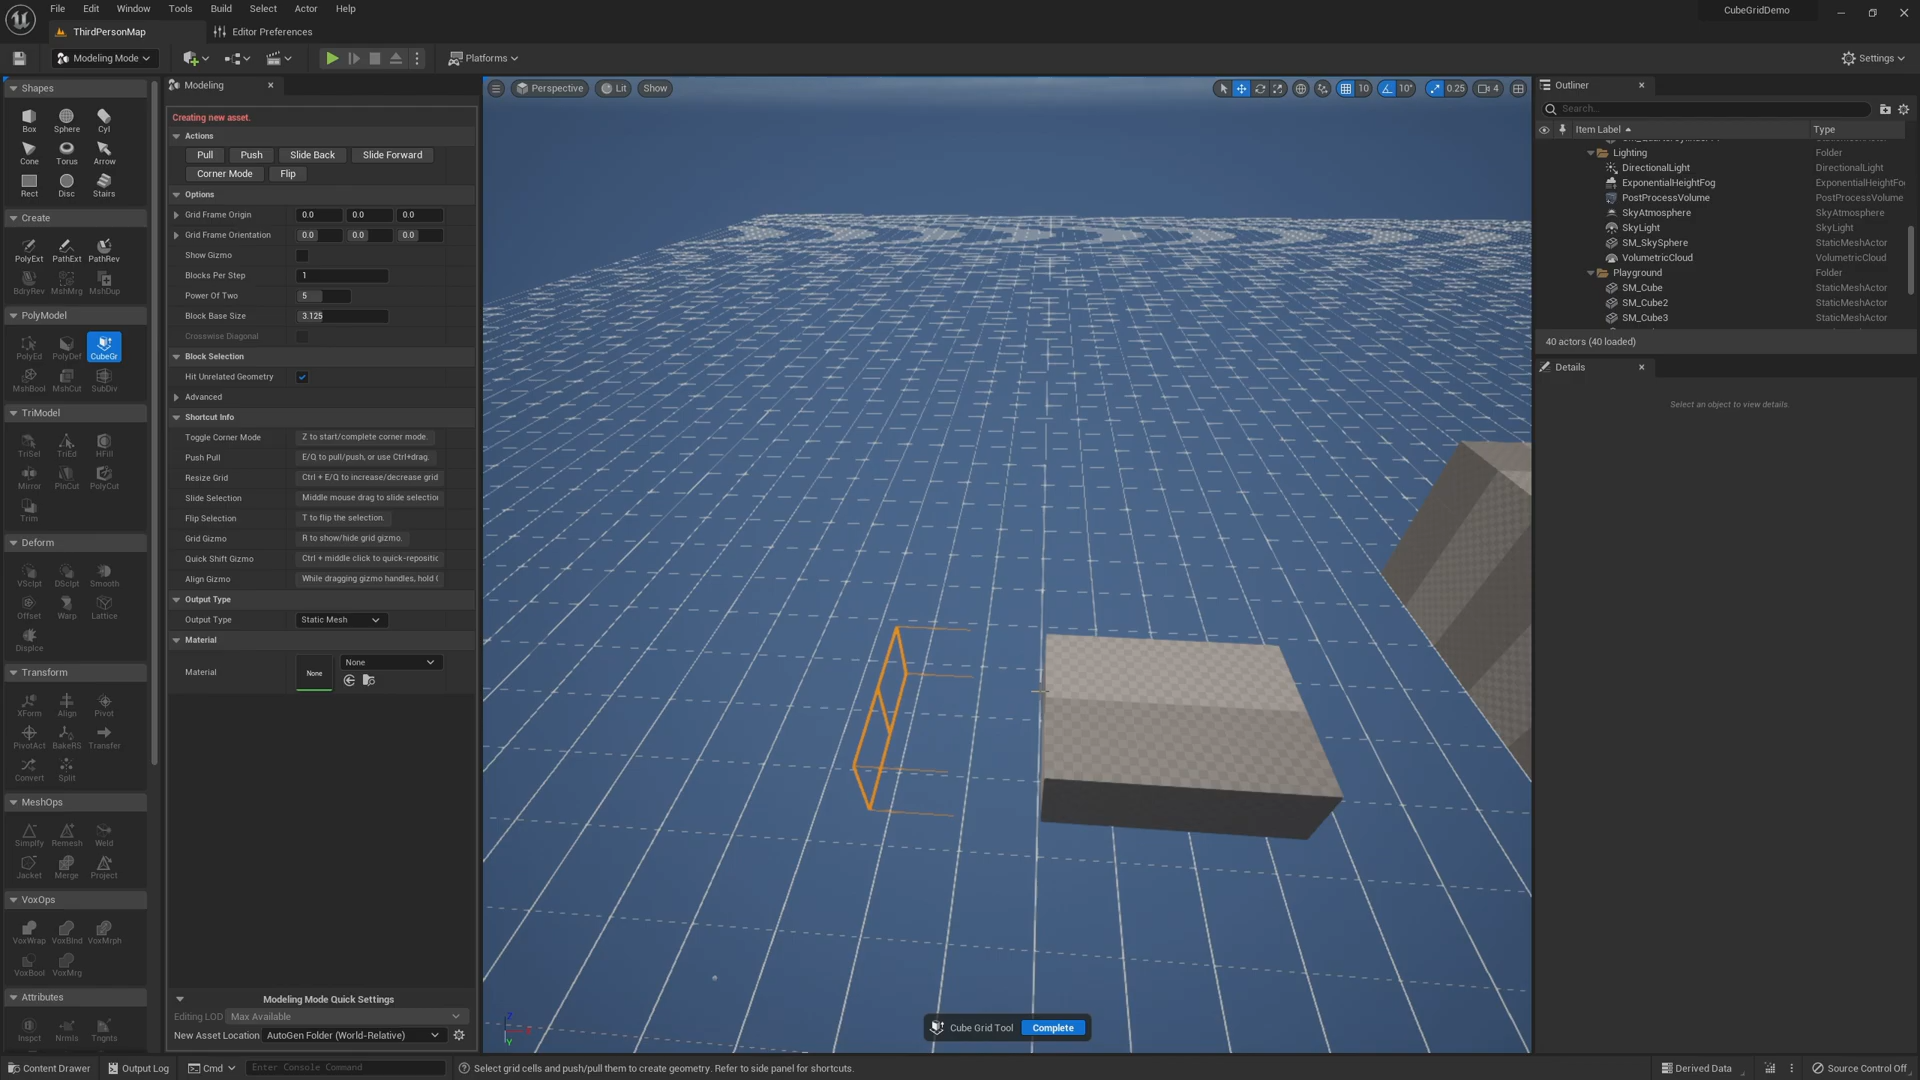 File Edit Window Tools Build Select Actor Help
CubeGridDemo
ThirdPersonMap
Editor Preferences
Modeling Mode
Platforms
Settings
Shapes
Box Sphere Cyl
Cone Torus Arrow
Rect Disc Stairs
Create
PolyExt PathExt PathRev
BdryRev MshMrg MshDup
PolyModel
PolyEd PolyDef CubeGr
MshBool MshCut SubDiv
TriModel
TriSel TriEd HFill
Mirror PlnCut PolyCut
Trim
Deform
VSclpt DSclpt Smooth
Offset Warp Lattice
Displce
Transform
XForm Align Pivot
PivotAct BakeRS Transfer
Convert Split
MeshOps
Simplfy Remesh Weld
Jacket Merge Project
VoxOps
VoxWrap VoxBlnd VoxMrph
VoxBool VoxMrg
Attributes
Inspct Nrmls Tngnts
Modeling
Creating new asset.
Actions
Pull Push Slide Back Slide Forward
Corner Mode Flip
Options
Grid Frame Origin 0.0 0.0 0.0
Grid Frame Orientation 0.0 0.0 0.0
Show Gizmo
Blocks Per Step 1
Power Of Two 5
Block Base Size 3.125
Crosswise Diagonal
Block Selection
Hit Unrelated Geometry
Advanced
Shortcut Info
Toggle Corner Mode Z to start/complete corner mode.
Push Pull E/Q to pull/push, or use Ctrl+drag.
Resize Grid Ctrl + E/Q to increase/decrease grid
Slide Selection Middle mouse drag to slide selection
Flip Selection T to flip the selection.
Grid Gizmo R to show/hide grid gizmo.
Quick Shift Gizmo Ctrl + middle click to quick-repositic
Align Gizmo While dragging gizmo handles, hold
Output Type
Output Type Static Mesh
Material
Material None None
Modeling Mode Quick Settings
Editing LOD Max Available
New Asset Location AutoGen Folder (World-Relative)
Perspective Lit Show
10 10° 0.25 4
Z
Y
Cube Grid Tool Complete
Outliner
Search...
Item Label Type
Lighting Folder
DirectionalLight DirectionalLight
ExponentialHeightFog ExponentialHeightFo
PostProcessVolume PostProcessVolume
SkyAtmosphere SkyAtmosphere
SkyLight SkyLight
SM_SkySphere StaticMeshActor
VolumetricCloud VolumetricCloud
Playground Folder
SM_Cube StaticMeshActor
SM_Cube2 StaticMeshActor
SM_Cube3 StaticMeshActor
40 actors (40 loaded)
Details
Select an object to view details.
Content Drawer Output Log Cmd Enter Console Command
Select grid cells and push/pull them to create geometry. Refer to side panel for shortcuts.
Derived Data Source Control Off